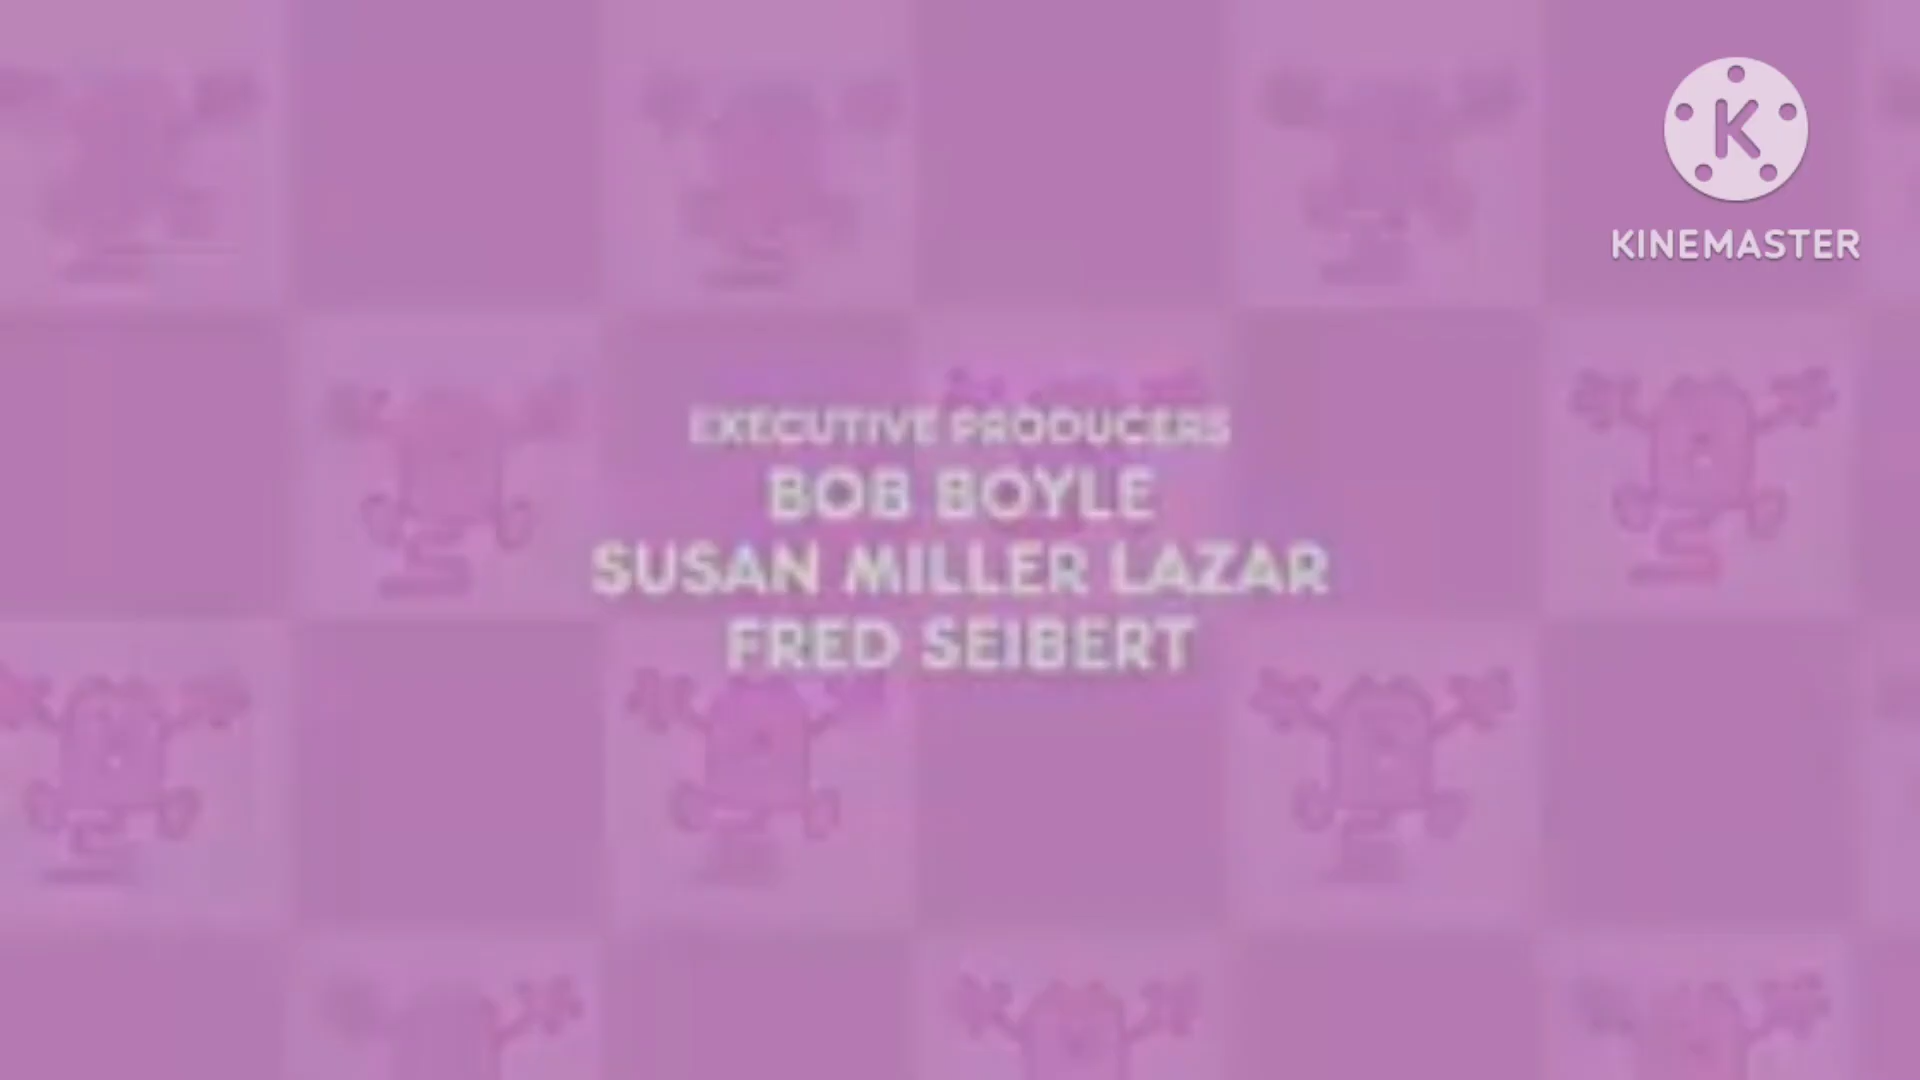 K
KINEMASTER
EXECUTIVE PRODUCERS
BOB BOYLE
SUSAN MILLER LAZAR
FRED SEIBERT